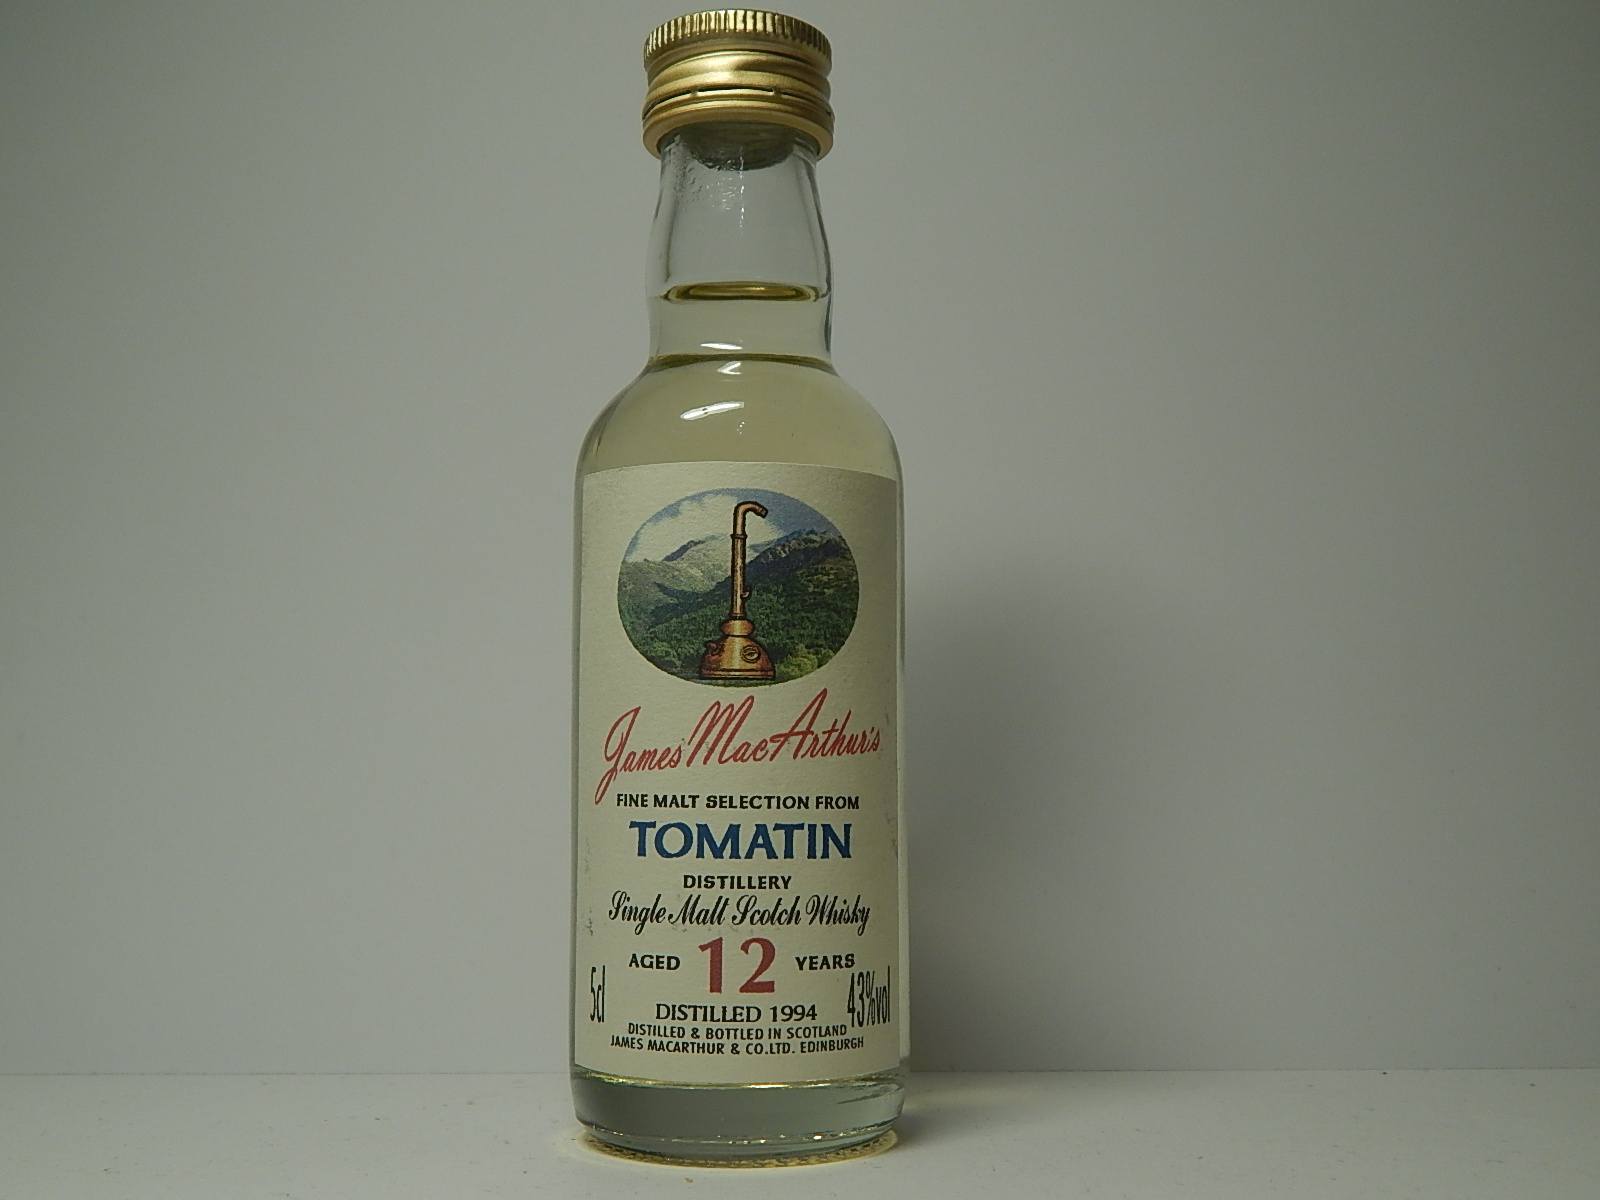 James MacArthur's
FINE MALT SELECTION FROM
TOMATIN
DISTILLERY
Single Malt Scotch Whisky
AGED 12 YEARS
5cl
43%vol
DISTILLED 1994
DISTILLED & BOTTLED IN SCOTLAND
JAMES MACARTHUR & CO.LTD. EDINBURGH